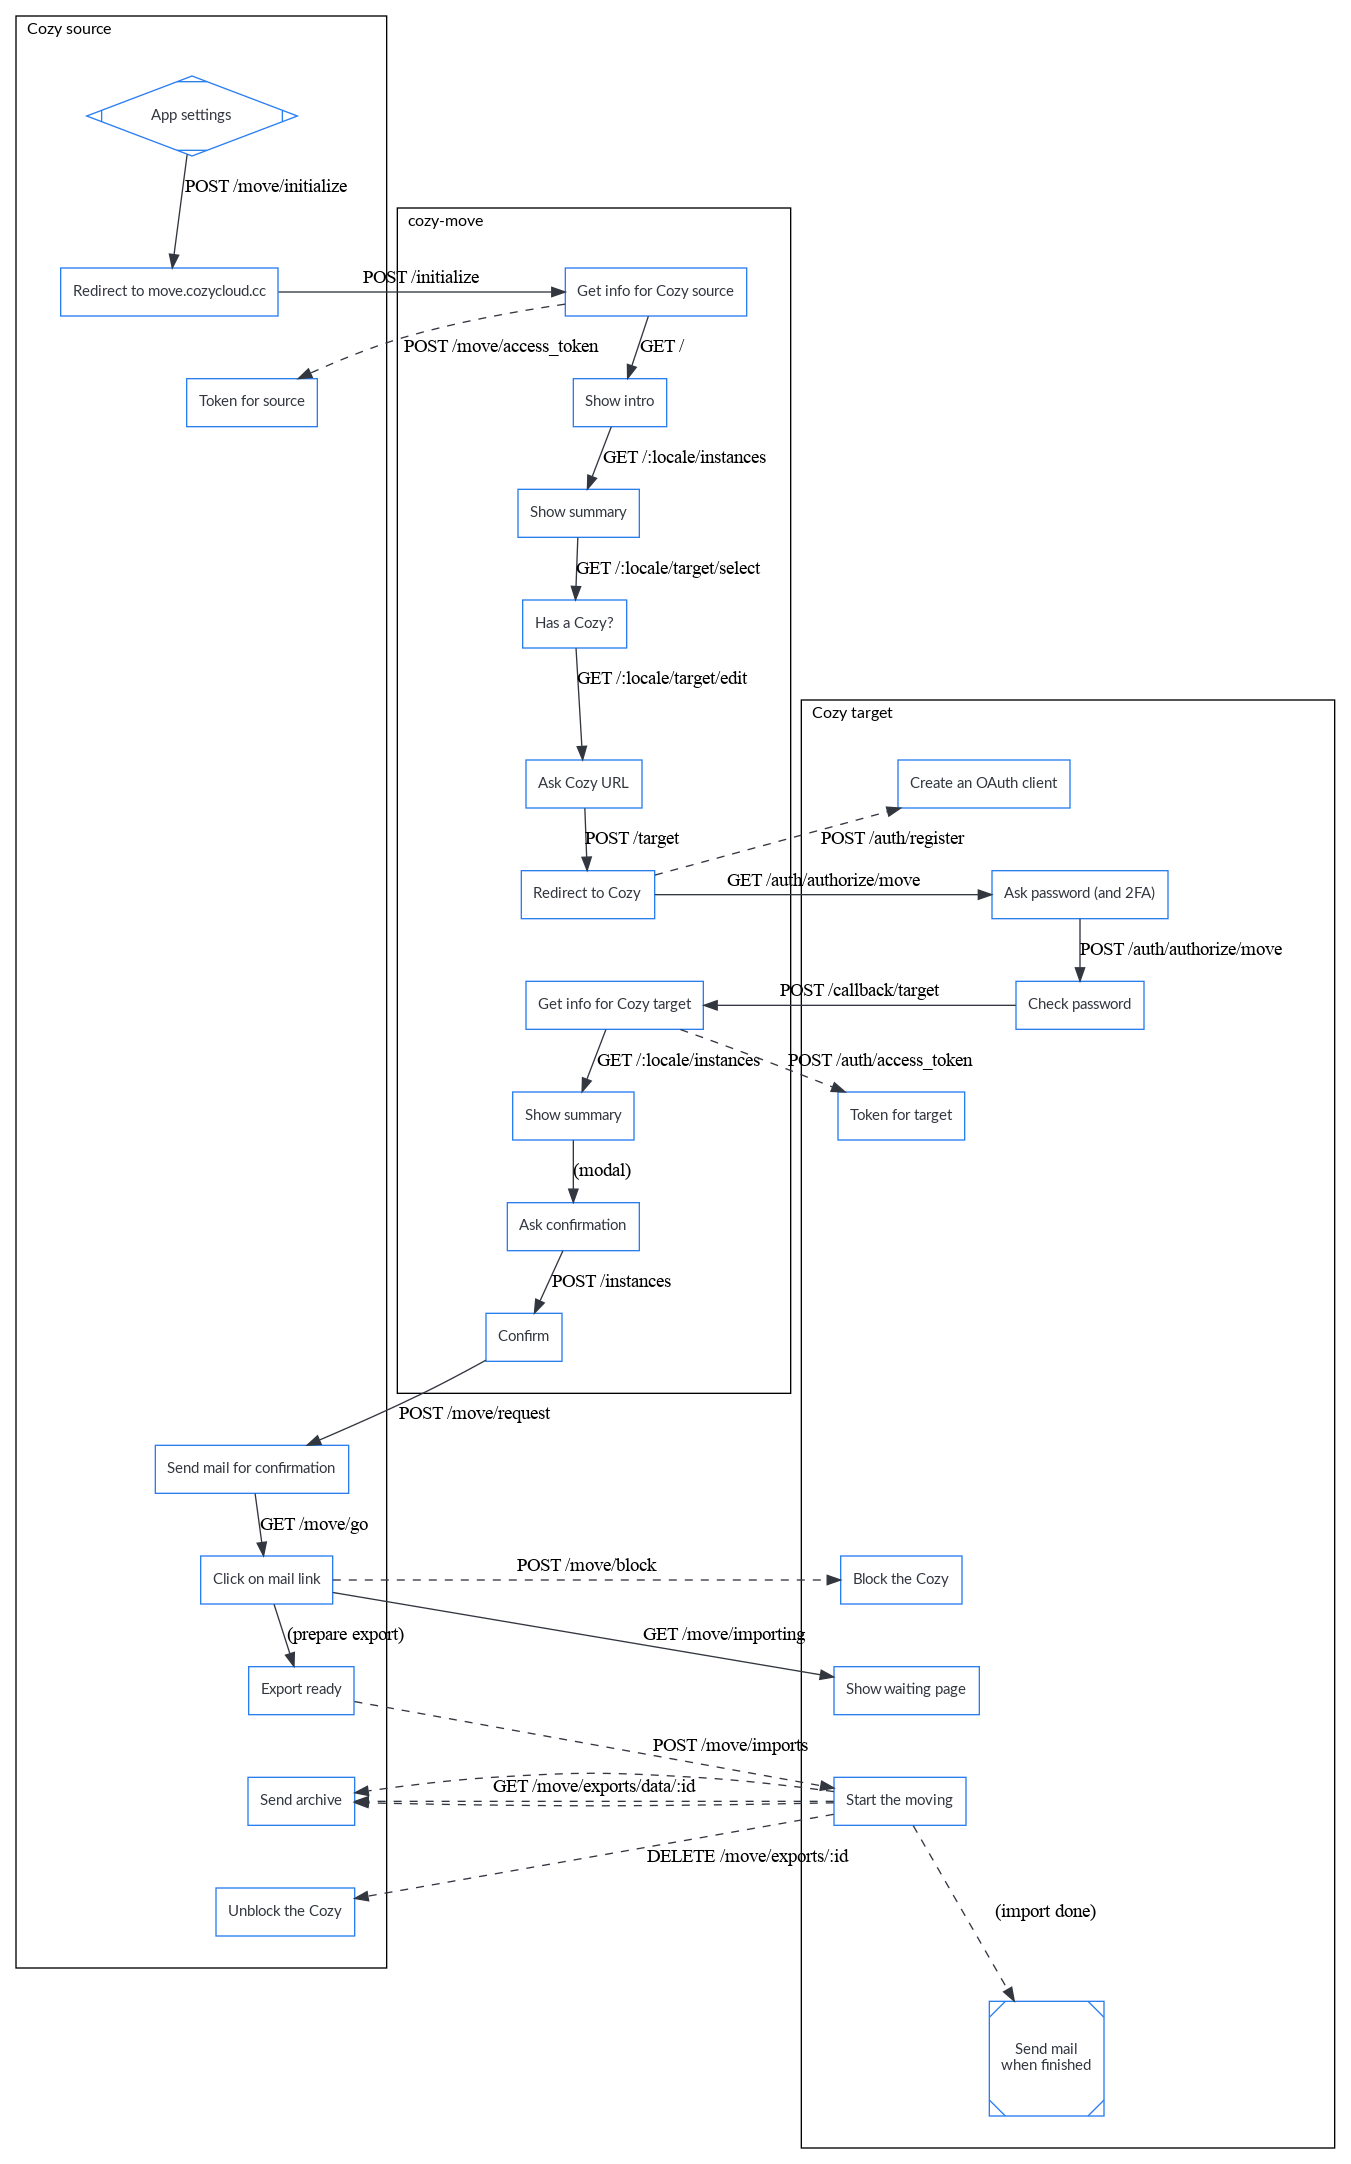 Cozy source
App settings
POST /move/initialize
cozy-move
Redirect to move.cozycloud.cc
POST /initialize
Get info for Cozy source
POST /move/access_token
GET /
Token for source
Show intro
GET /:locale/instances
Show summary
GET /:locale/target/select
Has a Cozy?
GET /:locale/target/edit
Cozy target
Ask Cozy URL
Create an OAuth client
POST /target
POST /auth/register
Redirect to Cozy
GET /auth/authorize/move
Ask password (and 2FA)
POST /auth/authorize/move
Get info for Cozy target
POST /callback/target
Check password
GET /:locale/instances
POST /auth/access_token
Show summary
Token for target
(modal)
Ask confirmation
POST /instances
Confirm
POST /move/request
Send mail for confirmation
GET /move/go
Click on mail link
POST /move/block
Block the Cozy
(prepare export)
GET /move/importing
Export ready
Show waiting page
POST /move/imports
Send archive
GET /move/exports/data/:id
Start the moving
DELETE /move/exports/:id
Unblock the Cozy
(import done)
Send mail
when finished